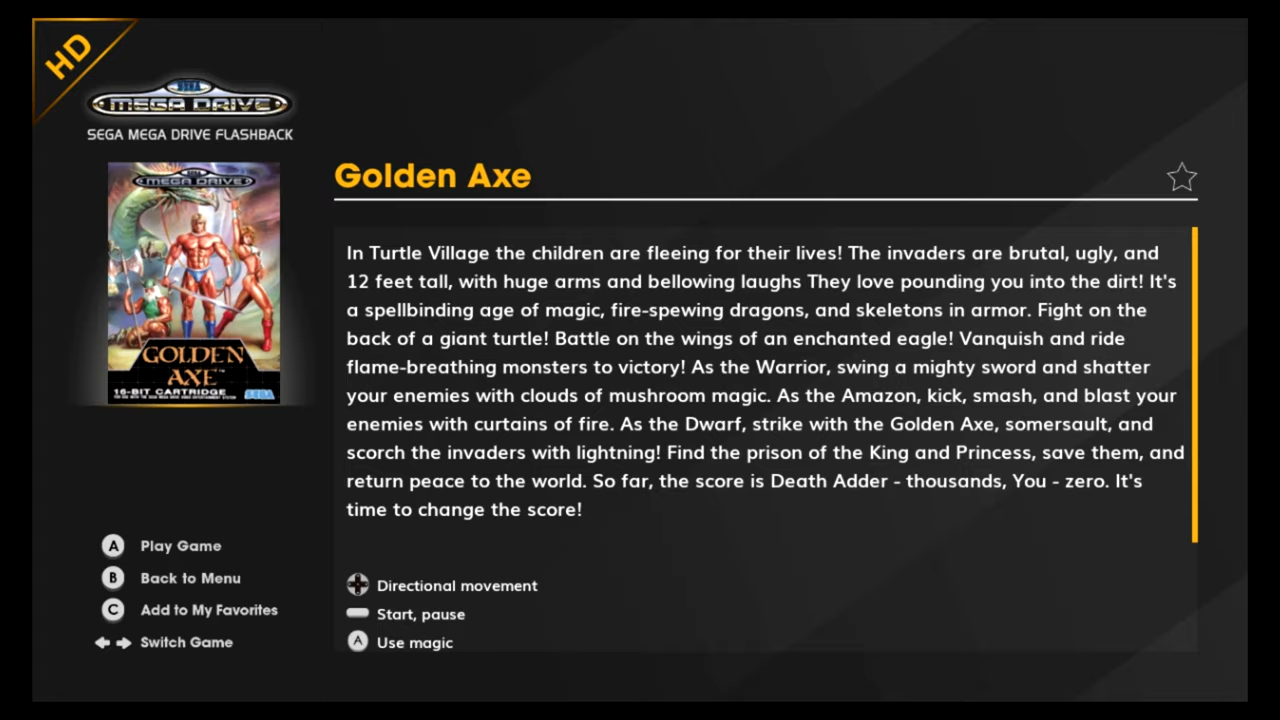 HD
SEGA
MEGA DRIVE
SEGA MEGA DRIVE FLASHBACK
SEGA
MEGA DRIVE
GOLDEN
AXE™
16-BIT CARTRIDGE
SEGA
Golden Axe
In Turtle Village the children are fleeing for their lives! The invaders are brutal, ugly, and
12 feet tall, with huge arms and bellowing laughs They love pounding you into the dirt! It's
a spellbinding age of magic, fire-spewing dragons, and skeletons in armor. Fight on the
back of a giant turtle! Battle on the wings of an enchanted eagle! Vanquish and ride
flame-breathing monsters to victory! As the Warrior, swing a mighty sword and shatter
your enemies with clouds of mushroom magic. As the Amazon, kick, smash, and blast your
enemies with curtains of fire. As the Dwarf, strike with the Golden Axe, somersault, and
scorch the invaders with lightning! Find the prison of the King and Princess, save them, and
return peace to the world. So far, the score is Death Adder - thousands, You - zero. It's
time to change the score!
A Play Game
B Back to Menu
C Add to My Favorites
Switch Game
Directional movement
Start, pause
A Use magic